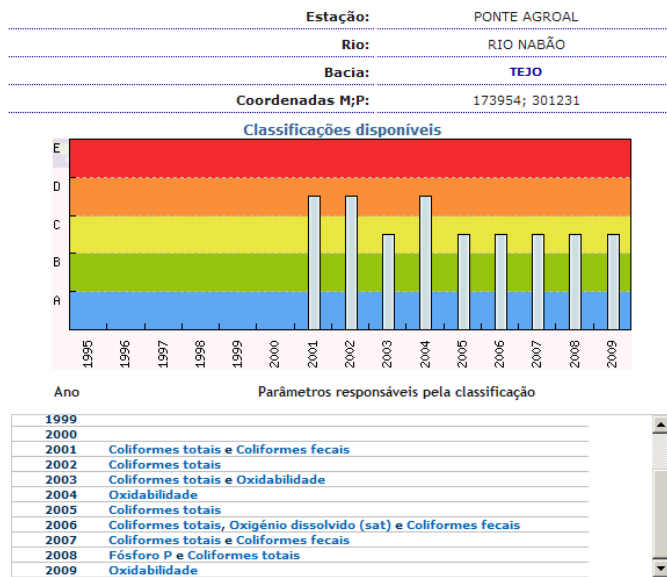 Estação: PONTE AGROAL
Rio: RIO NABÃO
Bacia: TEJO
Coordenadas M;P: 173954; 301231
Classificações disponíveis
E
D
C
B
A
1995 1996 1997 1998 1999 2000 2001 2002 2003 2004 2005 2006 2007 2008 2009
Ano Parâmetros responsáveis pela classificação
1999
2000
2001 Coliformes totais e Coliformes fecais
2002 Coliformes totais
2003 Coliformes totais e Oxidabilidade
2004 Oxidabilidade
2005 Coliformes totais
2006 Coliformes totais, Oxigénio dissolvido (sat) e Coliformes fecais
2007 Coliformes totais e Coliformes fecais
2008 Fósforo P e Coliformes totais
2009 Oxidabilidade